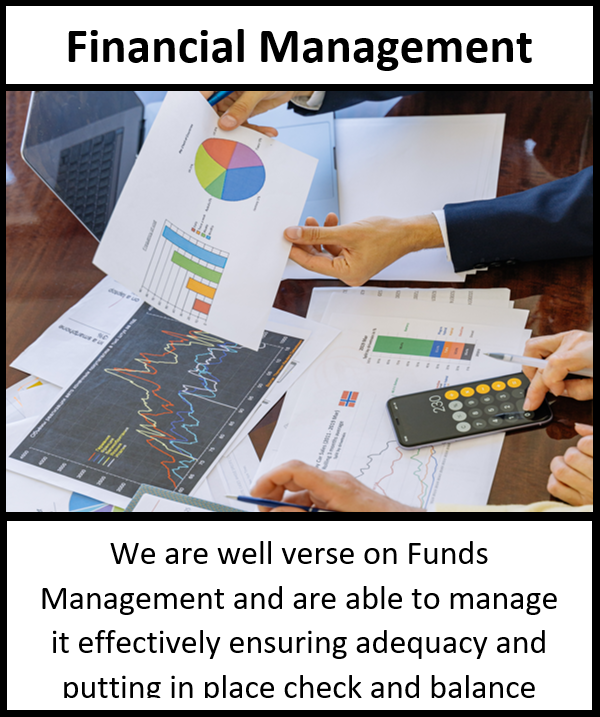 Financial Management
230
We are well verse on Funds
Management and are able to manage
it effectively ensuring adequacy and
putting in place check and balance